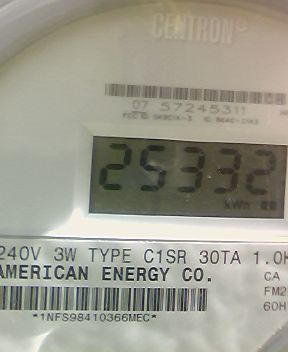 CENTRON®
07 57245311
25332
kWh
240V 3W TYPE C1SR 30TA 1.0K
AMERICAN ENERGY CO.
CA
FM2
60H
*1NFS98410366MEC*